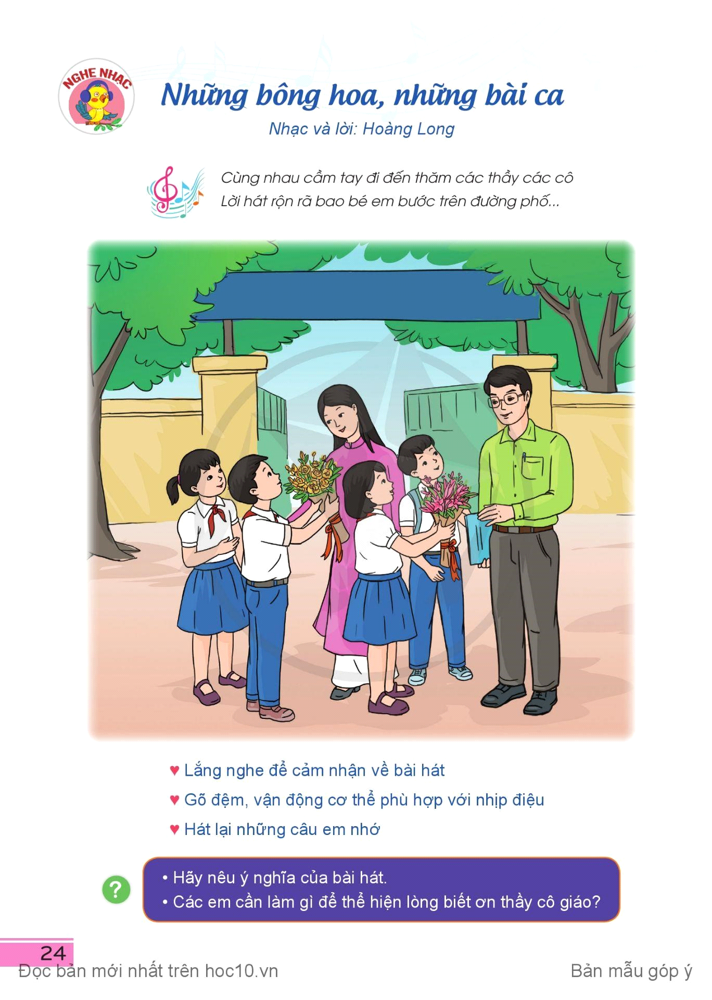 NGHE NHẠC
Những bông hoa, những bài ca
Nhạc và lời: Hoàng Long
Cùng nhau cầm tay đi đến thăm các thầy các cô
Lời hát rộn rã bao bé em bước trên đường phố...
♥ Lắng nghe để cảm nhận về bài hát
♥ Gõ đệm, vận động cơ thể phù hợp với nhịp điệu
♥ Hát lại những câu em nhớ
?
• Hãy nêu ý nghĩa của bài hát.
• Các em cần làm gì để thể hiện lòng biết ơn thầy cô giáo?
24
Đọc bản mới nhất trên hoc10.vn
Bản mẫu góp ý